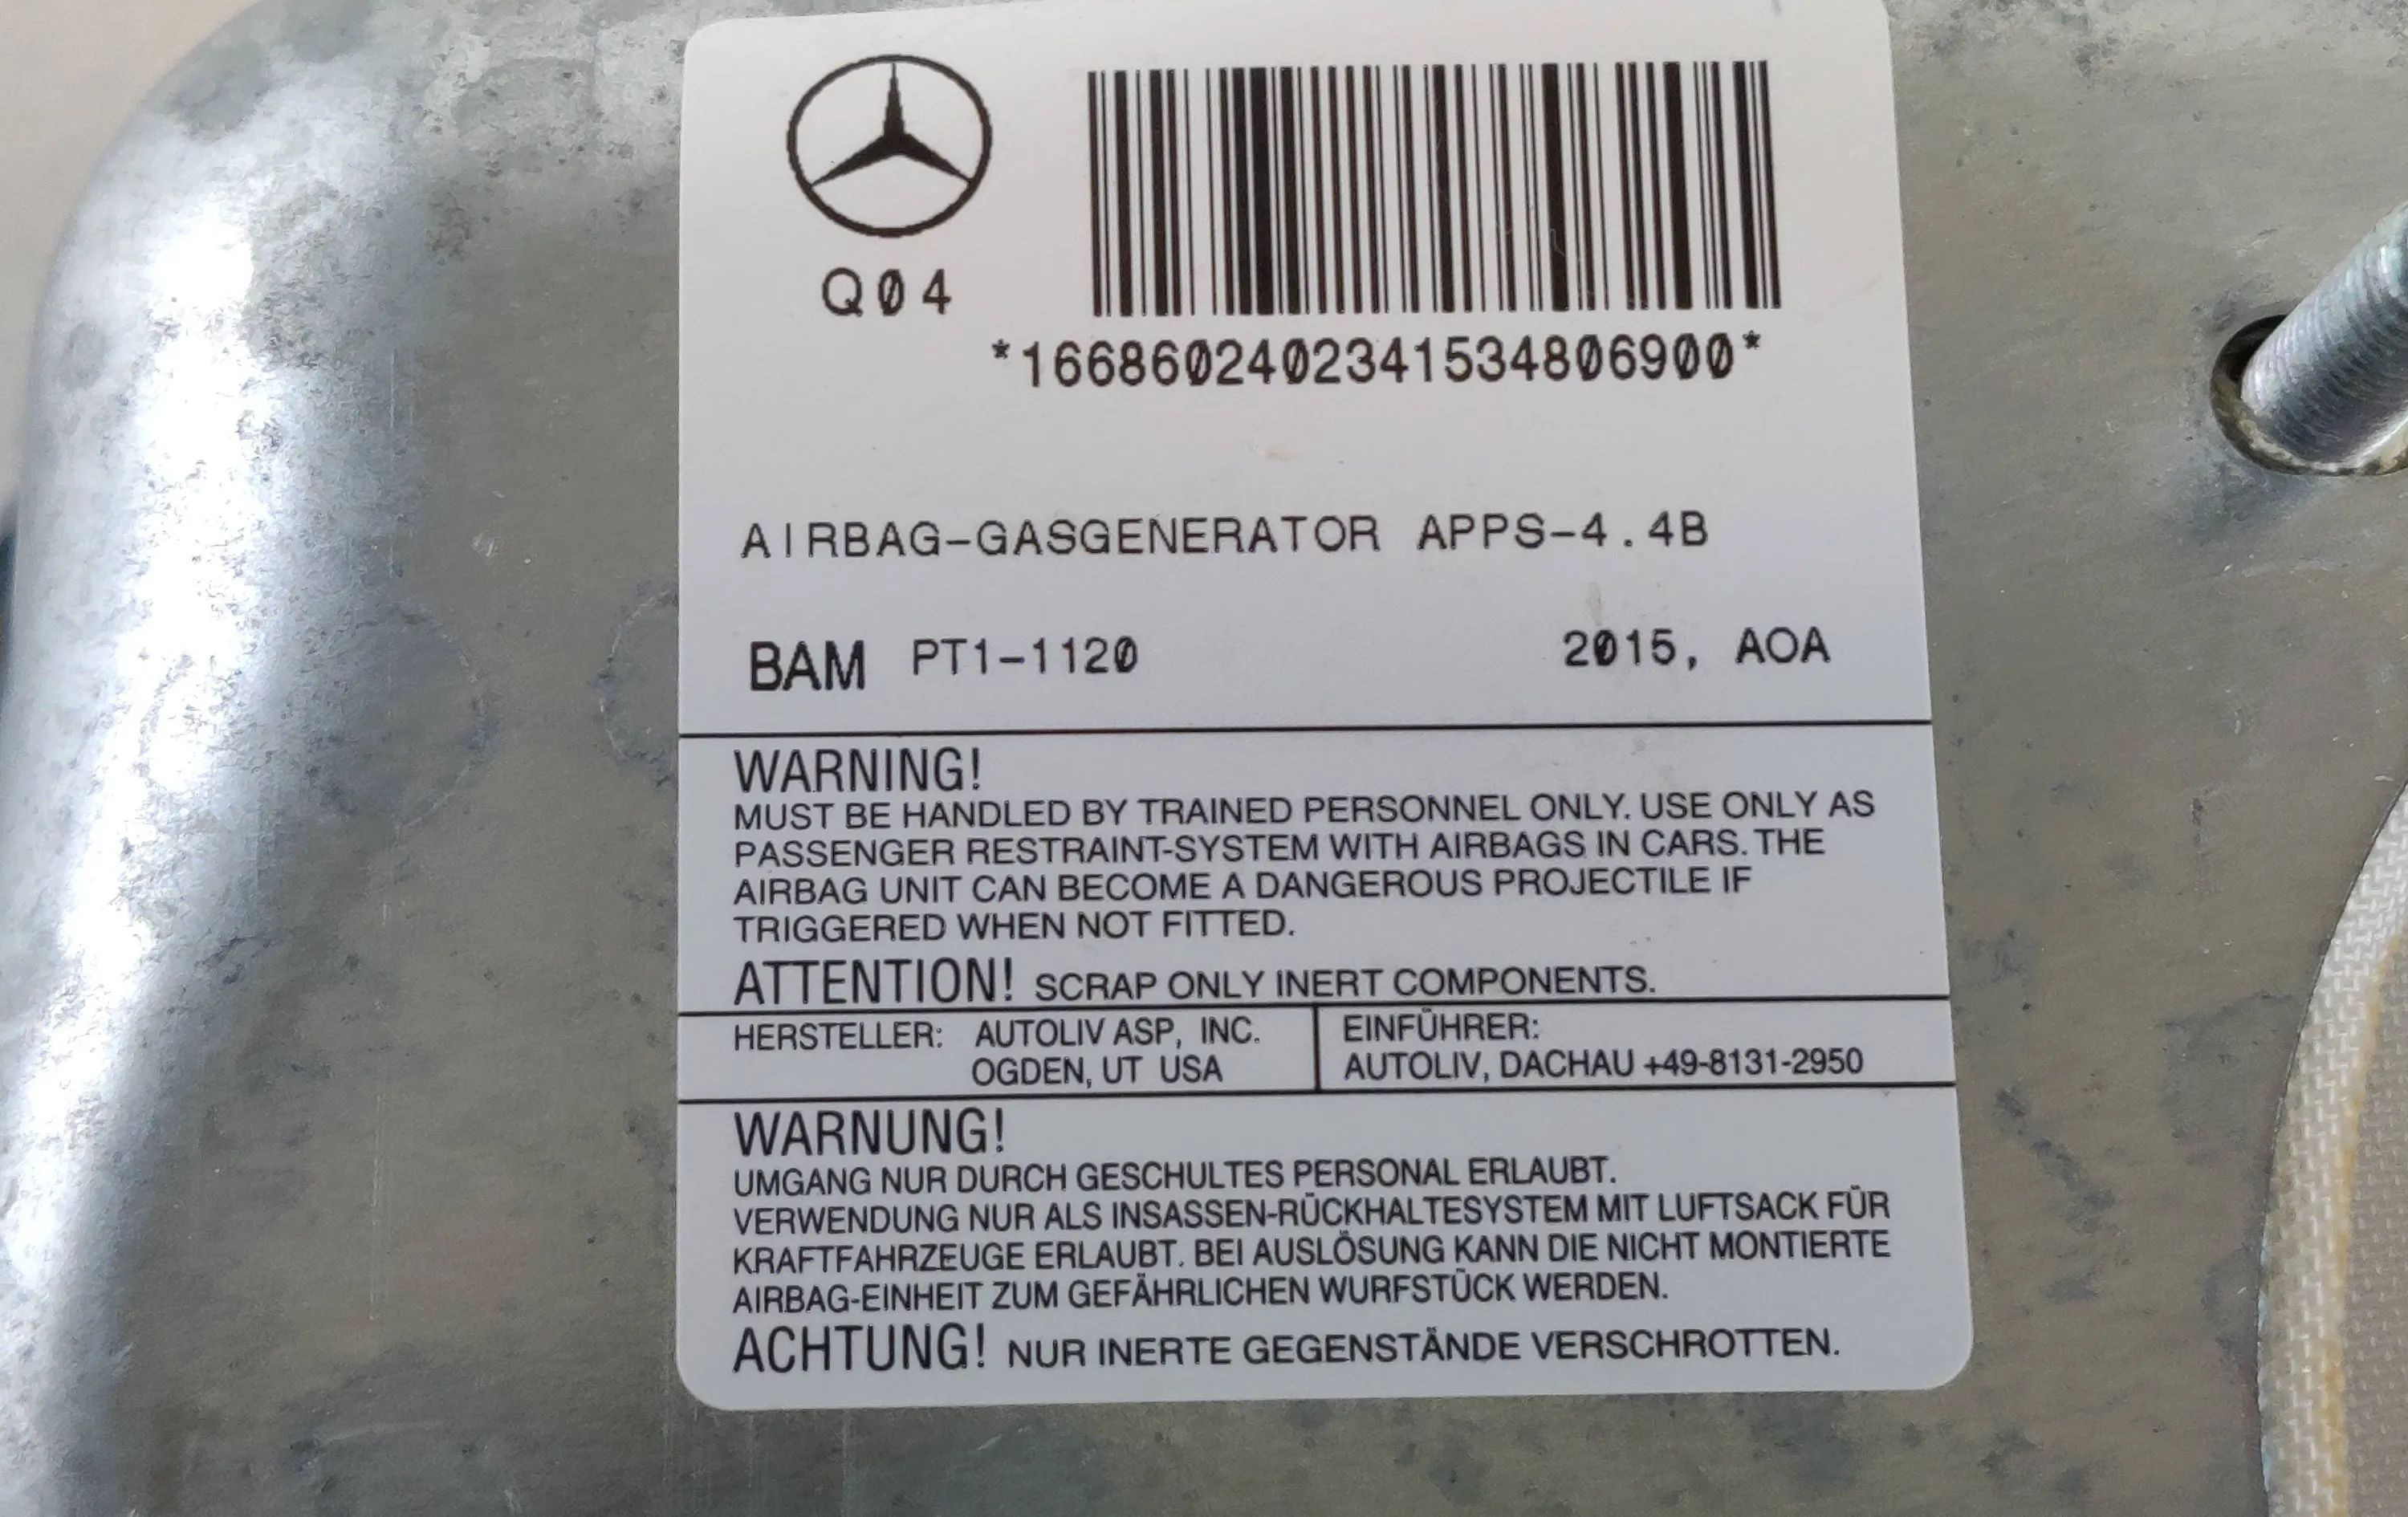 Q04
*1668602402341534806900*
AIRBAG-GASGENERATOR APPS-4.4B
BAM PT1-1120 2015, AOA
WARNING!
MUST BE HANDLED BY TRAINED PERSONNEL ONLY. USE ONLY AS
PASSENGER RESTRAINT-SYSTEM WITH AIRBAGS IN CARS. THE
AIRBAG UNIT CAN BECOME A DANGEROUS PROJECTILE IF
TRIGGERED WHEN NOT FITTED.
ATTENTION! SCRAP ONLY INERT COMPONENTS.
HERSTELLER: AUTOLIV ASP, INC.
OGDEN, UT USA
EINFÜHRER:
AUTOLIV, DACHAU +49-8131-2950
WARNUNG!
UMGANG NUR DURCH GESCHULTES PERSONAL ERLAUBT.
VERWENDUNG NUR ALS INSASSEN-RÜCKHALTESYSTEM MIT LUFTSACK FÜR
KRAFTFAHRZEUGE ERLAUBT. BEI AUSLÖSUNG KANN DIE NICHT MONTIERTE
AIRBAG-EINHEIT ZUM GEFÄHRLICHEN WURFSTÜCK WERDEN.
ACHTUNG! NUR INERTE GEGENSTÄNDE VERSCHROTTEN.